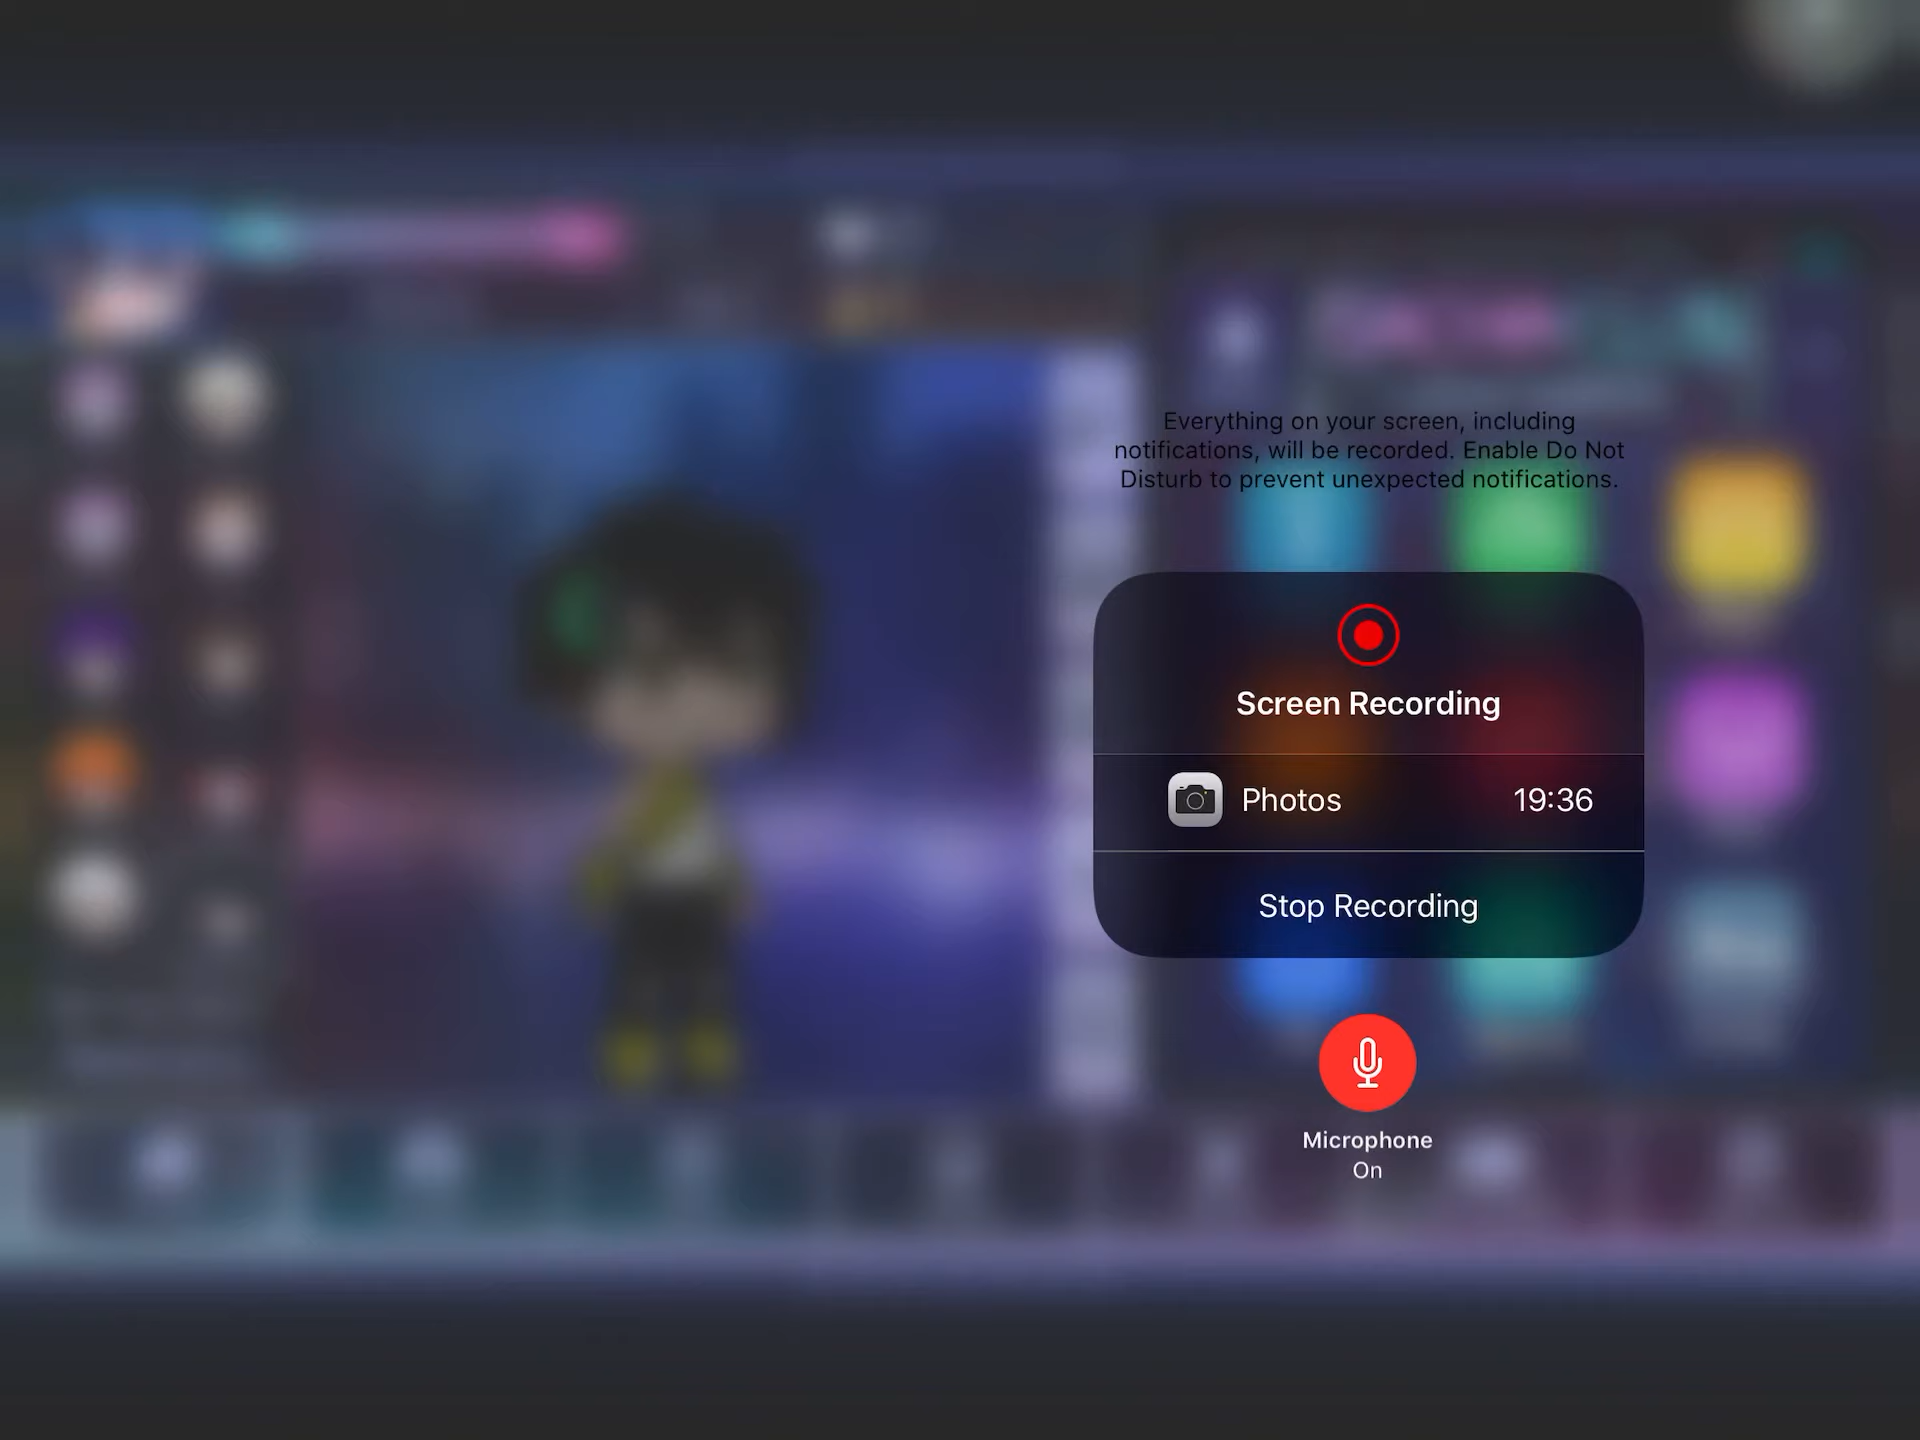 Everything on your screen, including
notifications, will be recorded. Enable Do Not
Disturb to prevent unexpected notifications.
Screen Recording
Photos 19:36
Stop Recording
Microphone
On